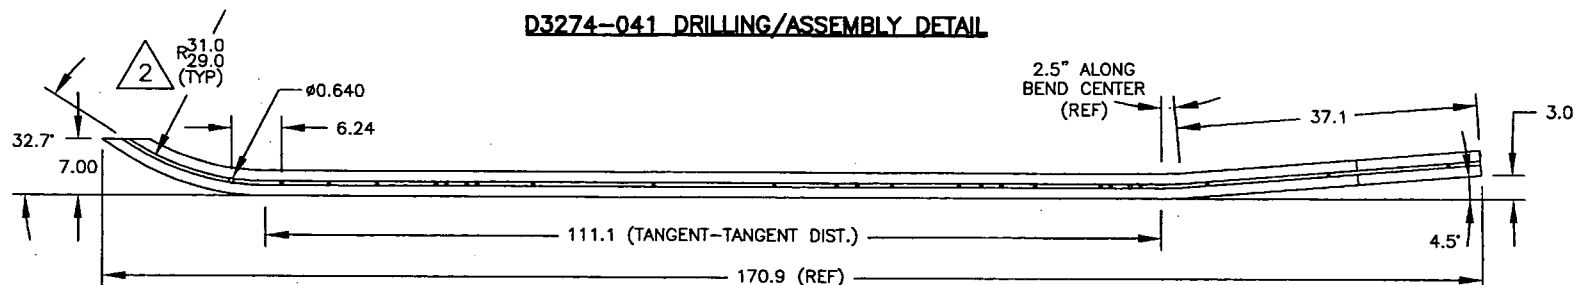 D3274-041 DRILLING/ASSEMBLY DETAIL
2
R31.0
29.0
(TYP)
ø0.640
2.5" ALONG
BEND CENTER
(REF)
37.1
3.0
32.7°
6.24
7.00
111.1 (TANGENT-TANGENT DIST.)
4.5°
170.9 (REF)